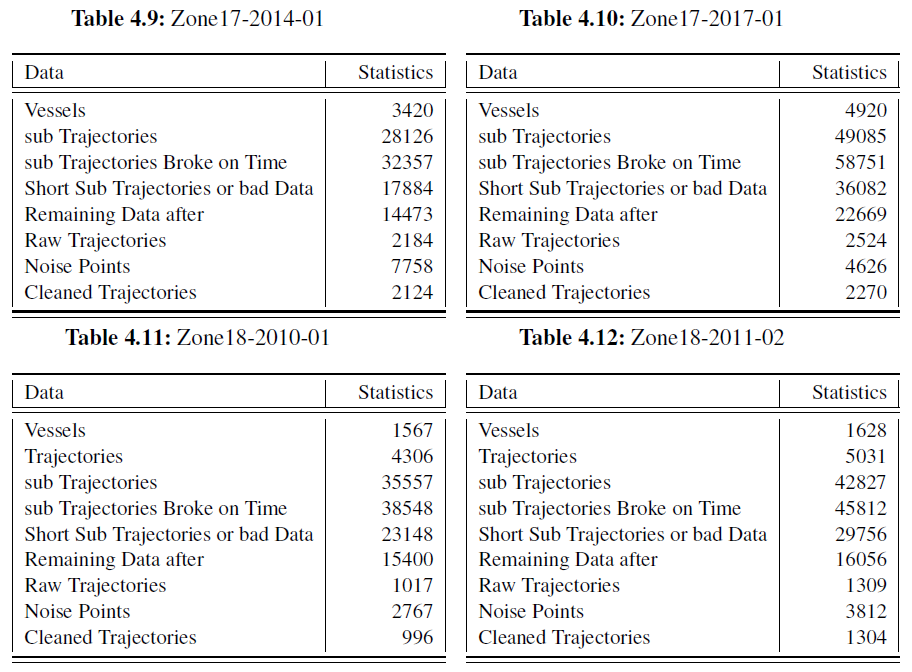 Table 4.9: Zone17-2014-01
Data Statistics
Vessels 3420
sub Trajectories 28126
sub Trajectories Broke on Time 32357
Short Sub Trajectories or bad Data 17884
Remaining Data after 14473
Raw Trajectories 2184
Noise Points 7758
Cleaned Trajectories 2124
Table 4.10: Zone17-2017-01
Data Statistics
Vessels 4920
sub Trajectories 49085
sub Trajectories Broke on Time 58751
Short Sub Trajectories or bad Data 36082
Remaining Data after 22669
Raw Trajectories 2524
Noise Points 4626
Cleaned Trajectories 2270
Table 4.11: Zone18-2010-01
Data Statistics
Vessels 1567
Trajectories 4306
sub Trajectories 35557
sub Trajectories Broke on Time 38548
Short Sub Trajectories or bad Data 23148
Remaining Data after 15400
Raw Trajectories 1017
Noise Points 2767
Cleaned Trajectories 996
Table 4.12: Zone18-2011-02
Data Statistics
Vessels 1628
Trajectories 5031
sub Trajectories 42827
sub Trajectories Broke on Time 45812
Short Sub Trajectories or bad Data 29756
Remaining Data after 16056
Raw Trajectories 1309
Noise Points 3812
Cleaned Trajectories 1304